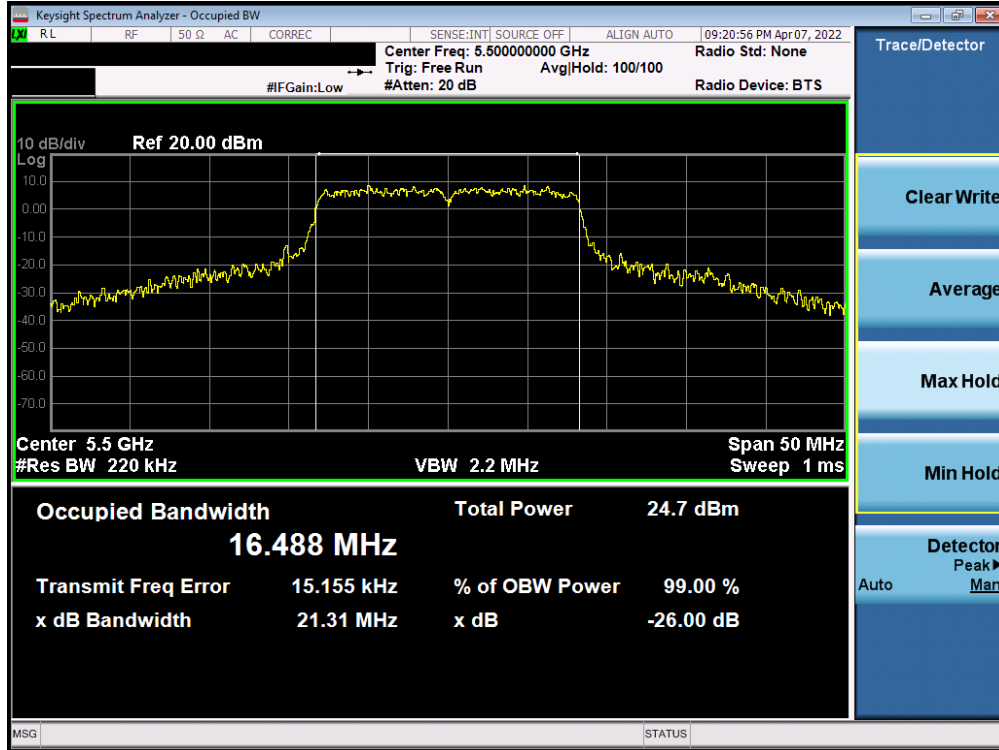 Keysight Spectrum Analyzer - Occupied BW
LXI RL RF 50 Ω AC CORREC SENSE:INT SOURCE OFF ALIGN AUTO 09:20:56 PM Apr 07, 2022
Center Freq: 5.500000000 GHz Radio Std: None
Trig: Free Run Avg|Hold: 100/100
#IFGain:Low #Atten: 20 dB Radio Device: BTS
10 dB/div Ref 20.00 dBm
Log
10.0
0.00
-10.0
-20.0
-30.0
-40.0
-50.0
-60.0
-70.0
Center 5.5 GHz Span 50 MHz
#Res BW 220 kHz VBW 2.2 MHz Sweep 1 ms
Occupied Bandwidth Total Power 24.7 dBm
16.488 MHz
Transmit Freq Error 15.155 kHz % of OBW Power 99.00 %
x dB Bandwidth 21.31 MHz x dB -26.00 dB
MSG STATUS
Trace/Detector
Clear Write
Average
Max Hold
Min Hold
Detector
Peak▶
Auto Man